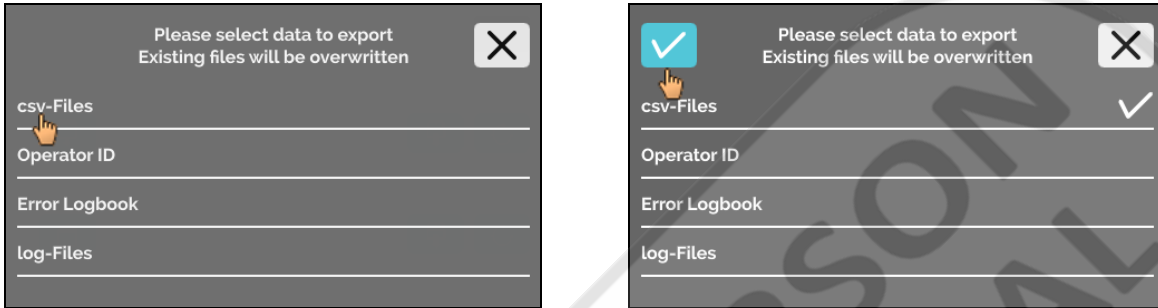 Please select data to export
Existing files will be overwritten
csv-Files
Operator ID
Error Logbook
log-Files
Please select data to export
Existing files will be overwritten
csv-Files
Operator ID
Error Logbook
log-Files